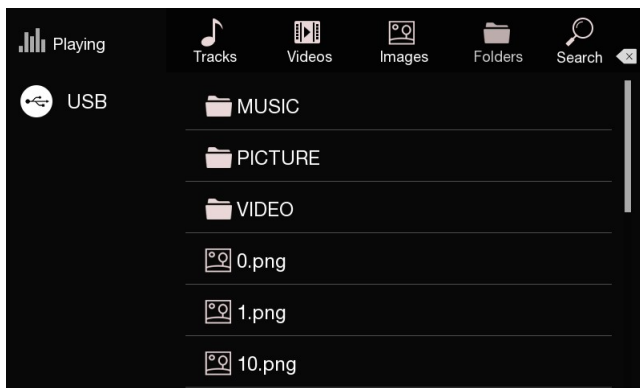 Playing
Tracks
Videos
Images
Folders
Search
USB
MUSIC
PICTURE
VIDEO
0.png
1.png
10.png